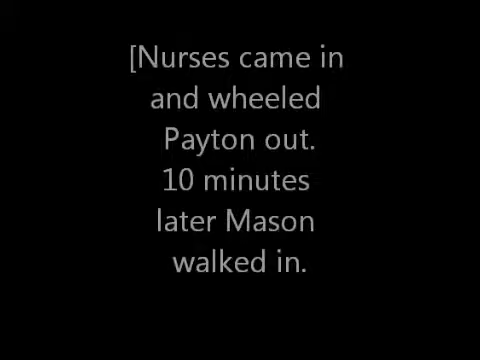 [Nurses came in
and wheeled
Payton out.
10 minutes
later Mason
walked in.